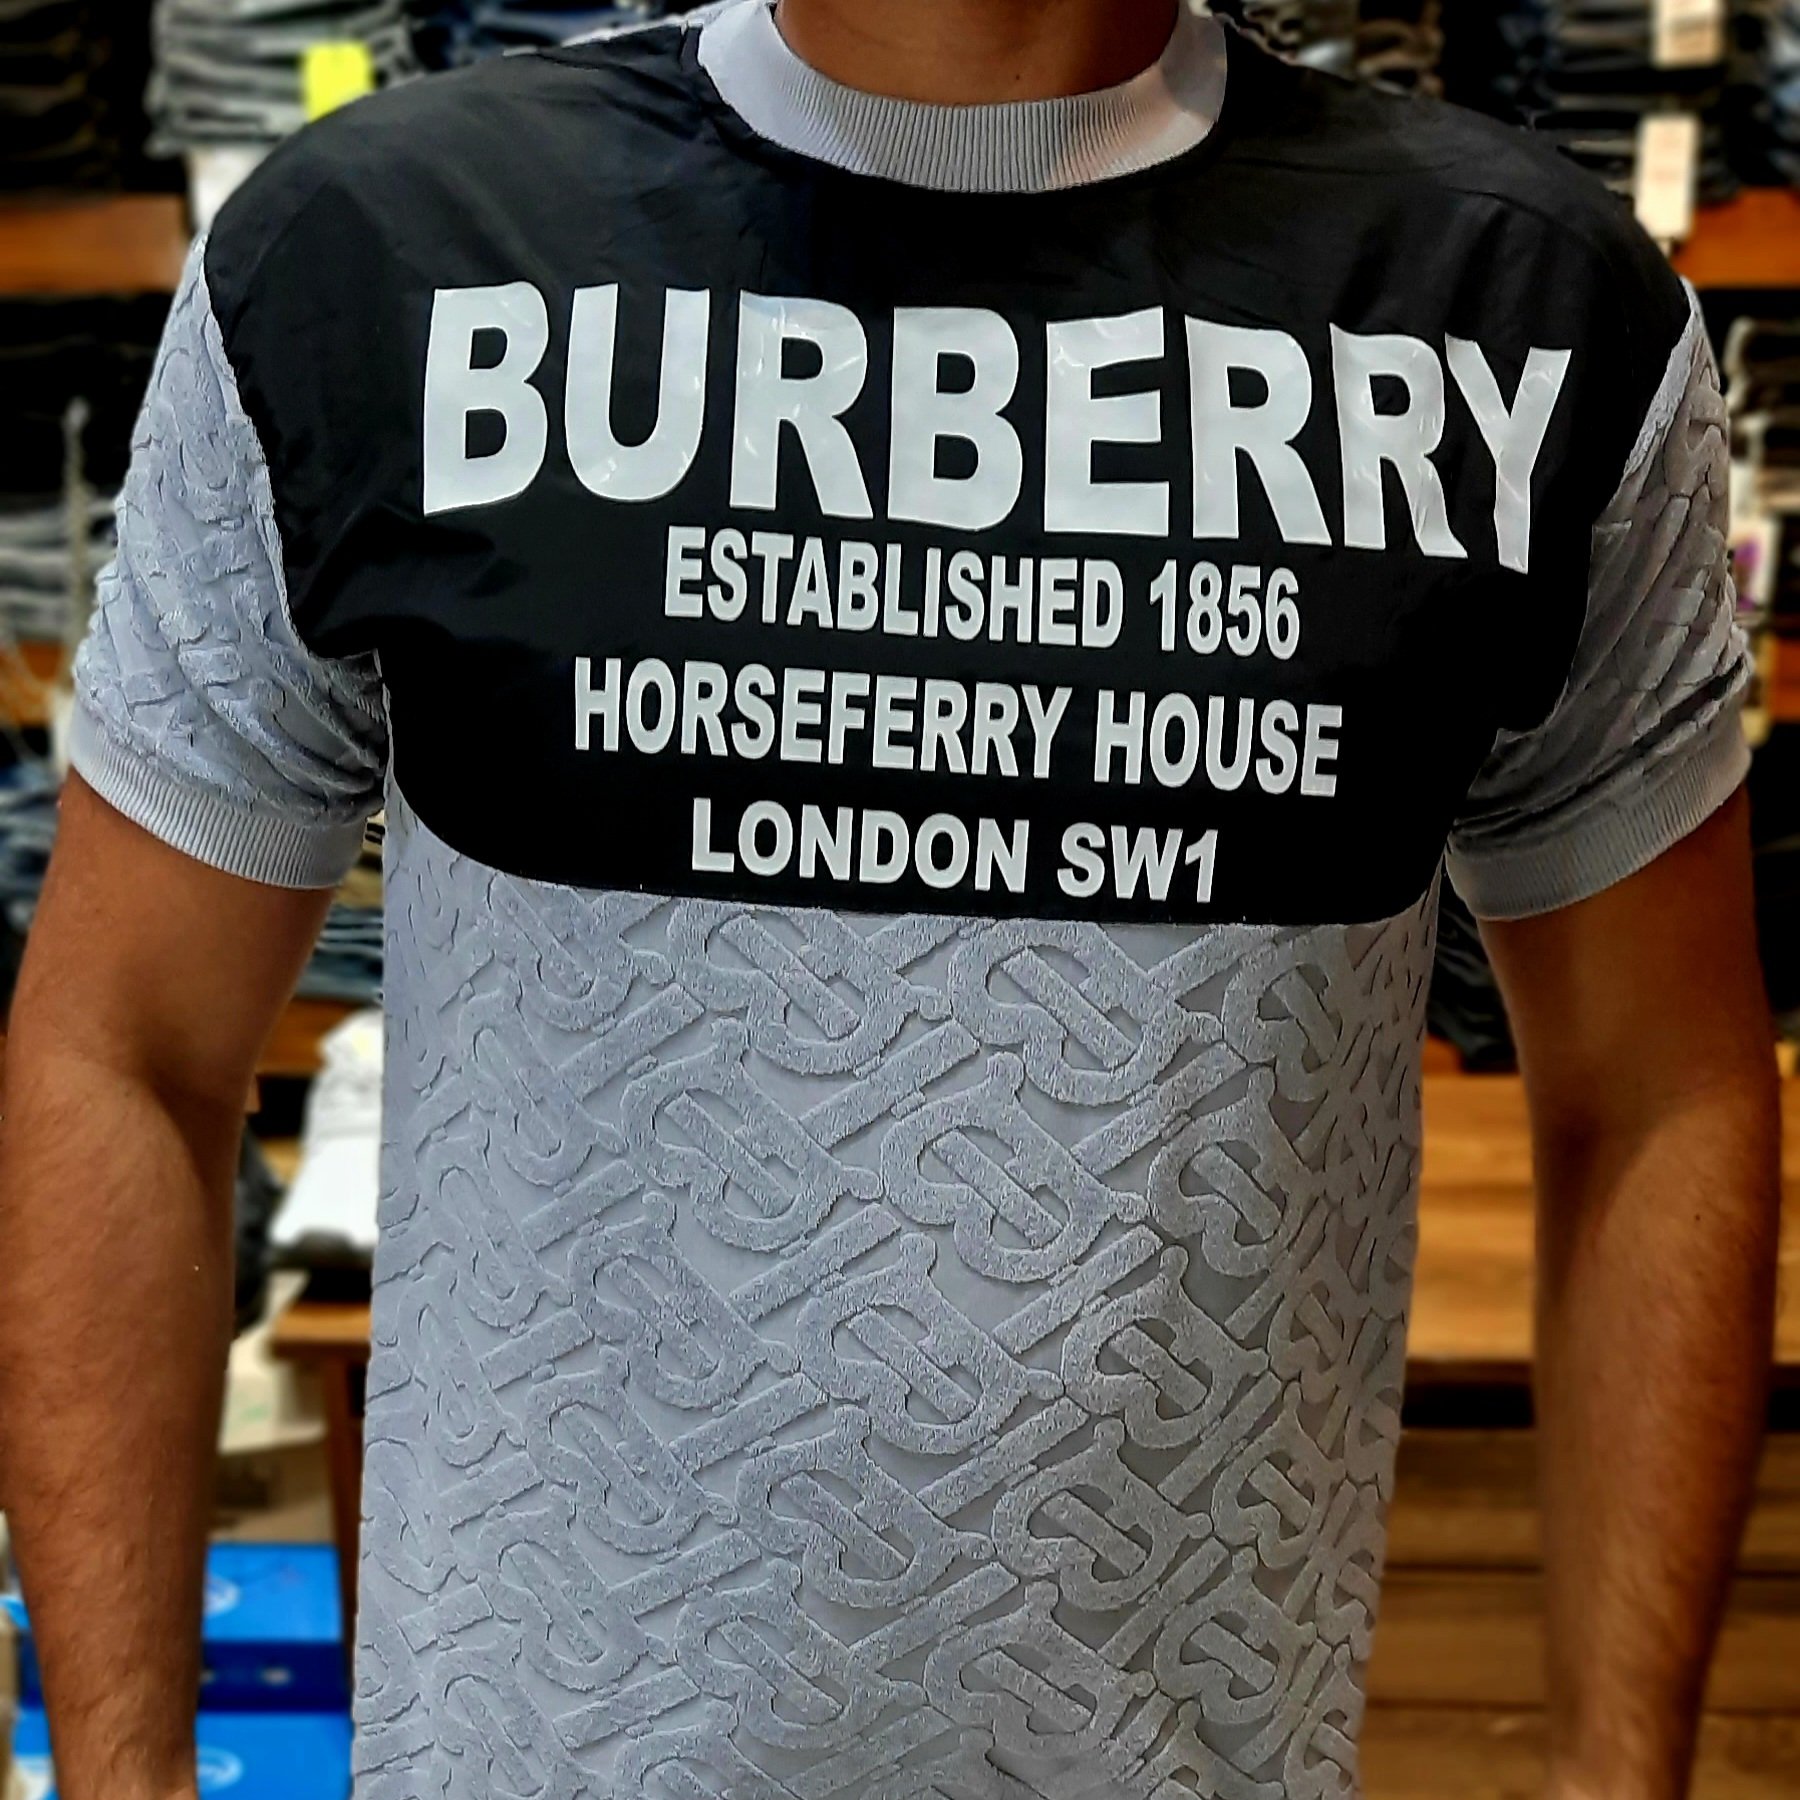 BURBERRY
ESTABLISHED 1856
HORSEFERRY HOUSE
LONDON SW1